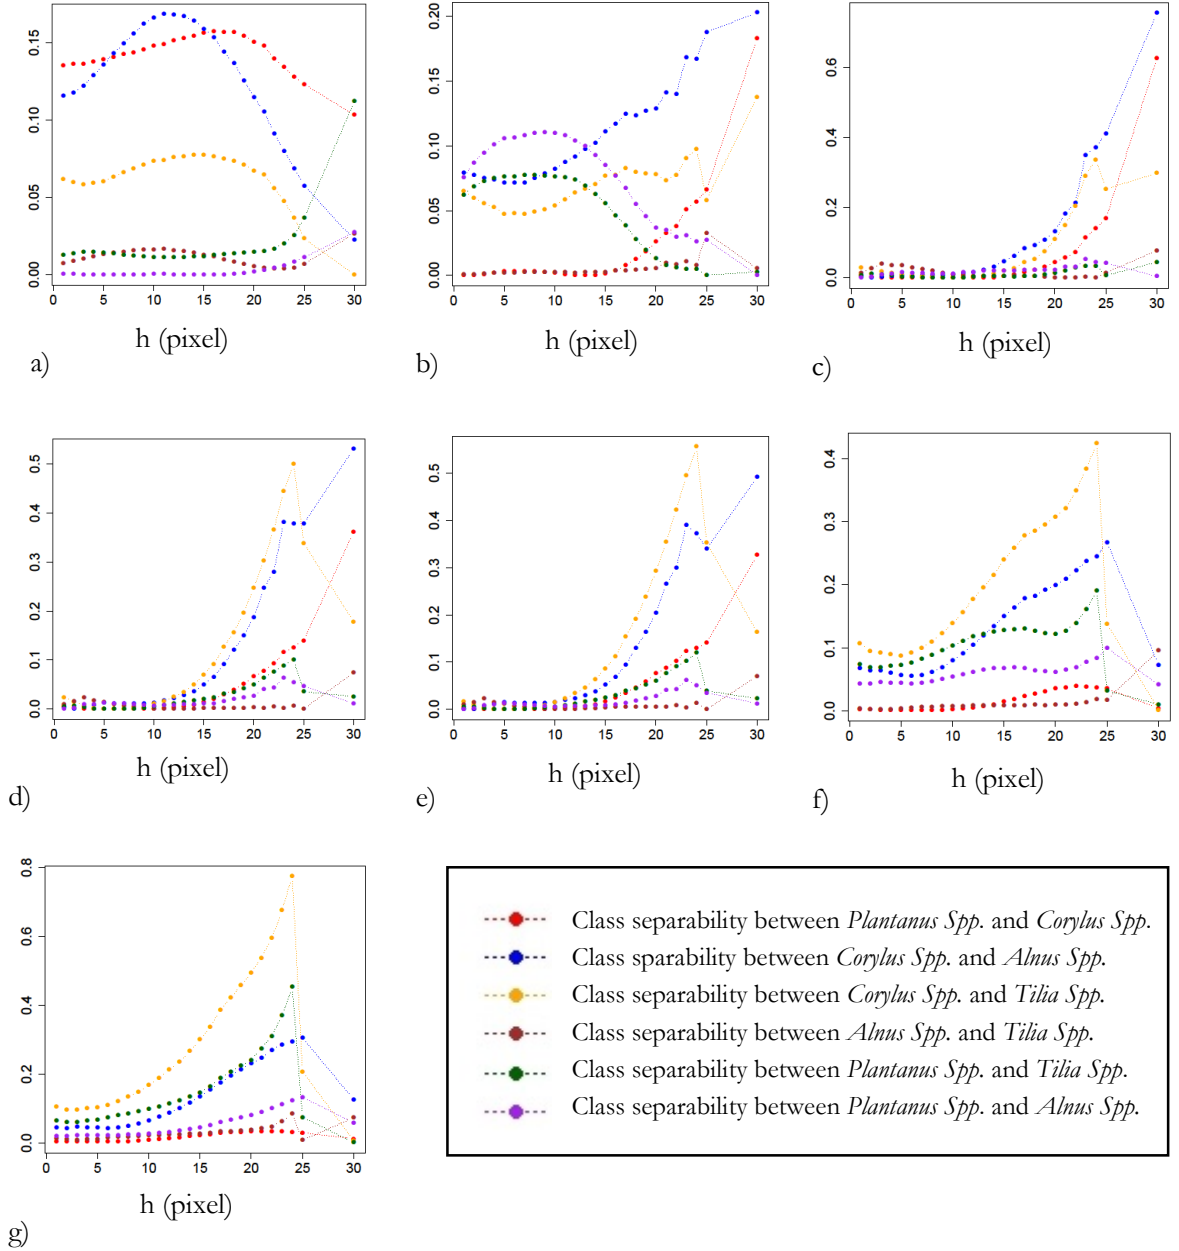 0.15
0.10
0.05
0.00
0 5 10 15 20 25 30
h (pixel)
a)
0.20
0.15
0.10
0.05
0.00
0 5 10 15 20 25 30
h (pixel)
b)
0.6
0.4
0.2
0.0
0 5 10 15 20 25 30
h (pixel)
c)
0.5
0.4
0.3
0.2
0.1
0.0
0 5 10 15 20 25 30
h (pixel)
d)
0.5
0.4
0.3
0.2
0.1
0.0
0 5 10 15 20 25 30
h (pixel)
e)
0.4
0.3
0.2
0.1
0.0
0 5 10 15 20 25 30
h (pixel)
f)
0.8
0.6
0.4
0.2
0.0
0 5 10 15 20 25 30
h (pixel)
g)
Class separability between Plantanus Spp. and Corylus Spp.
Class sparability between Corylus Spp. and Alnus Spp.
Class separability between Corylus Spp. and Tilia Spp.
Class separability between Alnus Spp. and Tilia Spp.
Class separability between Plantanus Spp. and Tilia Spp.
Class separability between Plantanus Spp. and Alnus Spp.